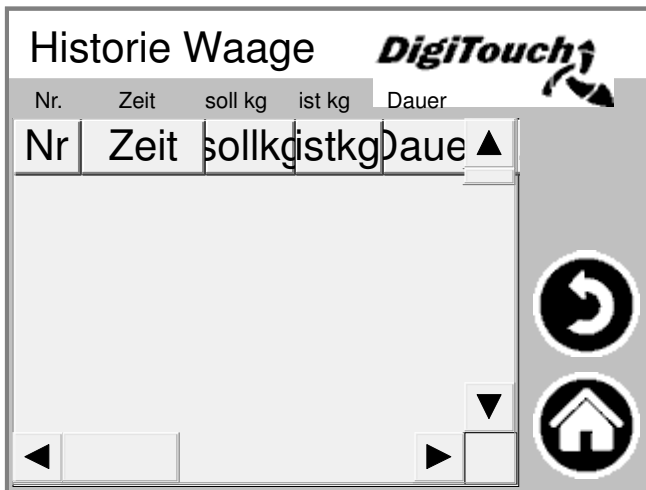 Historie Waage DigiTouch
Nr. Zeit soll kg ist kg Dauer
Nr Zeit sollkg istkg Daue